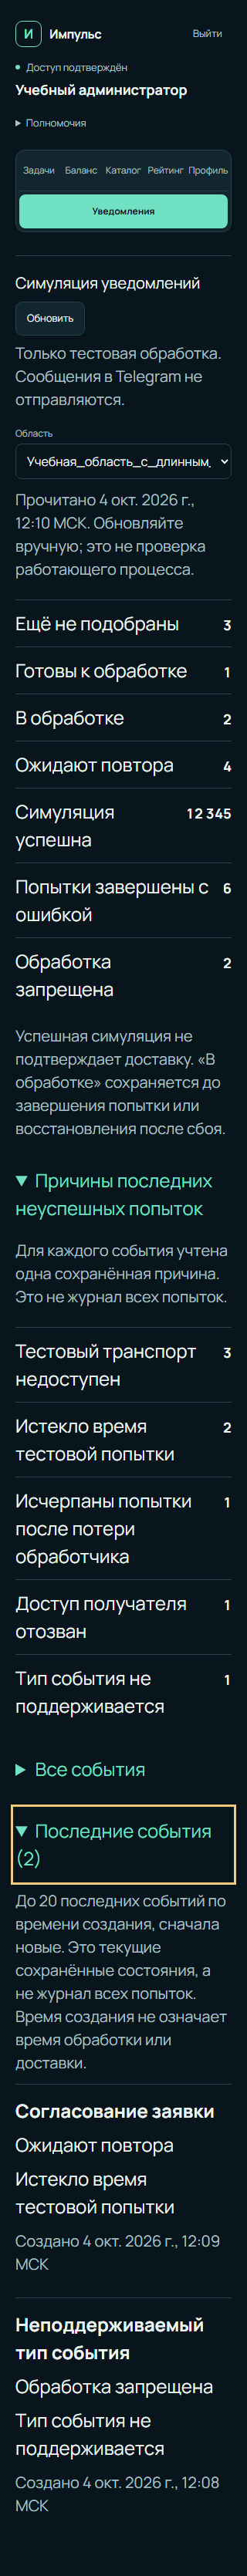 И Импульс Выйти
Доступ подтверждён
Учебный администратор
Полномочия
Задачи Баланс Каталог Рейтинг Профиль
Уведомления
Симуляция уведомлений
Обновить
Только тестовая обработка.
Сообщения в Telegram не
отправляются.
Область
Учебная_область_с_длинным_
Прочитано 4 окт. 2026 г.,
12:10 МСК. Обновляйте
вручную; это не проверка
работающего процесса.
Ещё не подобраны 3
Готовы к обработке 1
В обработке 2
Ожидают повтора 4
Симуляция 12 345
успешна
Попытки завершены с 6
ошибкой
Обработка 2
запрещена
Успешная симуляция не
подтверждает доставку. «В
обработке» сохраняется до
завершения попытки или
восстановления после сбоя.
Причины последних
неуспешных попыток
Для каждого события учтена
одна сохранённая причина.
Это не журнал всех попыток.
Тестовый транспорт 3
недоступен
Истекло время 2
тестовой попытки
Исчерпаны попытки 1
после потери
обработчика
Доступ получателя 1
отозван
Тип события не 1
поддерживается
Все события
Последние события
(2)
До 20 последних событий по
времени создания, сначала
новые. Это текущие
сохранённые состояния, а
не журнал всех попыток.
Время создания не означает
время обработки или
доставки.
Согласование заявки
Ожидают повтора
Истекло время
тестовой попытки
Создано 4 окт. 2026 г., 12:09
МСК
Неподдерживаемый
тип события
Обработка запрещена
Тип события не
поддерживается
Создано 4 окт. 2026 г., 12:08
МСК